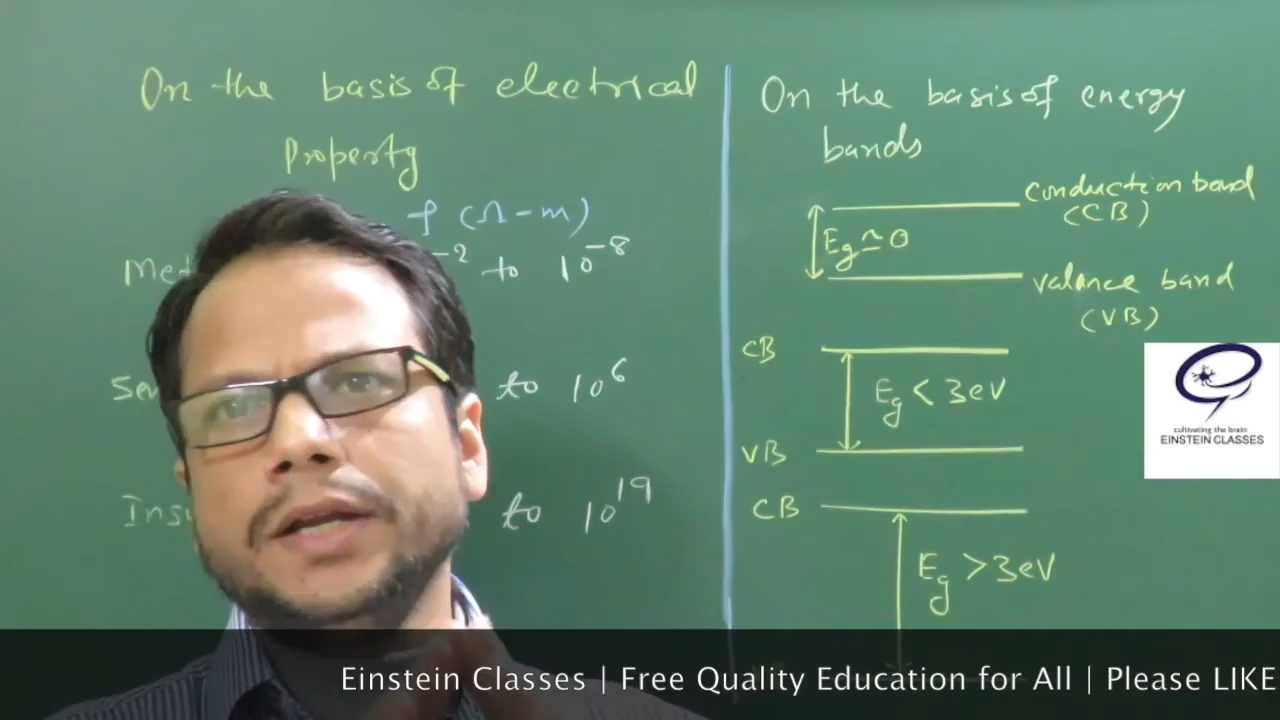 On the basis of electrical
Property
ρ (Ω-m)
Met
-2 to 10^-8
Sem
to 10^6
Ins
to 10^19
On the basis of energy
bands
conduction band
(CB)
Eg ≃ 0
valance band
(VB)
CB
Eg < 3eV
VB
CB
Eg > 3eV
cultivating the brain
EINSTEIN CLASSES
Einstein Classes | Free Quality Education for All | Please LIKE